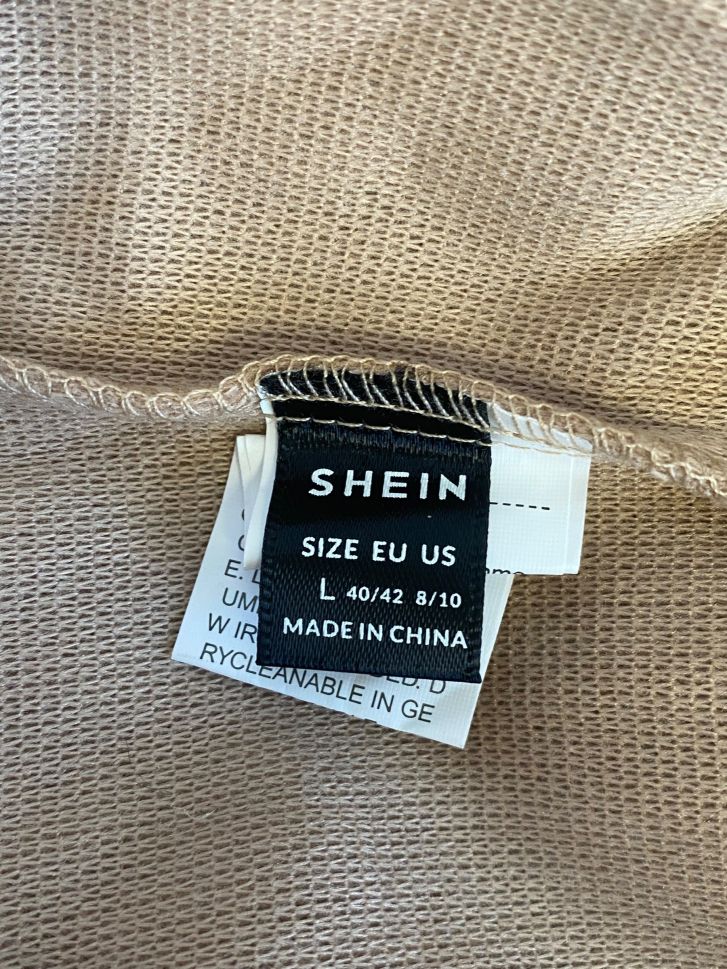 SHEIN
SIZE EU US
L 40/42 8/10
MADE IN CHINA
RYCLEANABLE IN GE